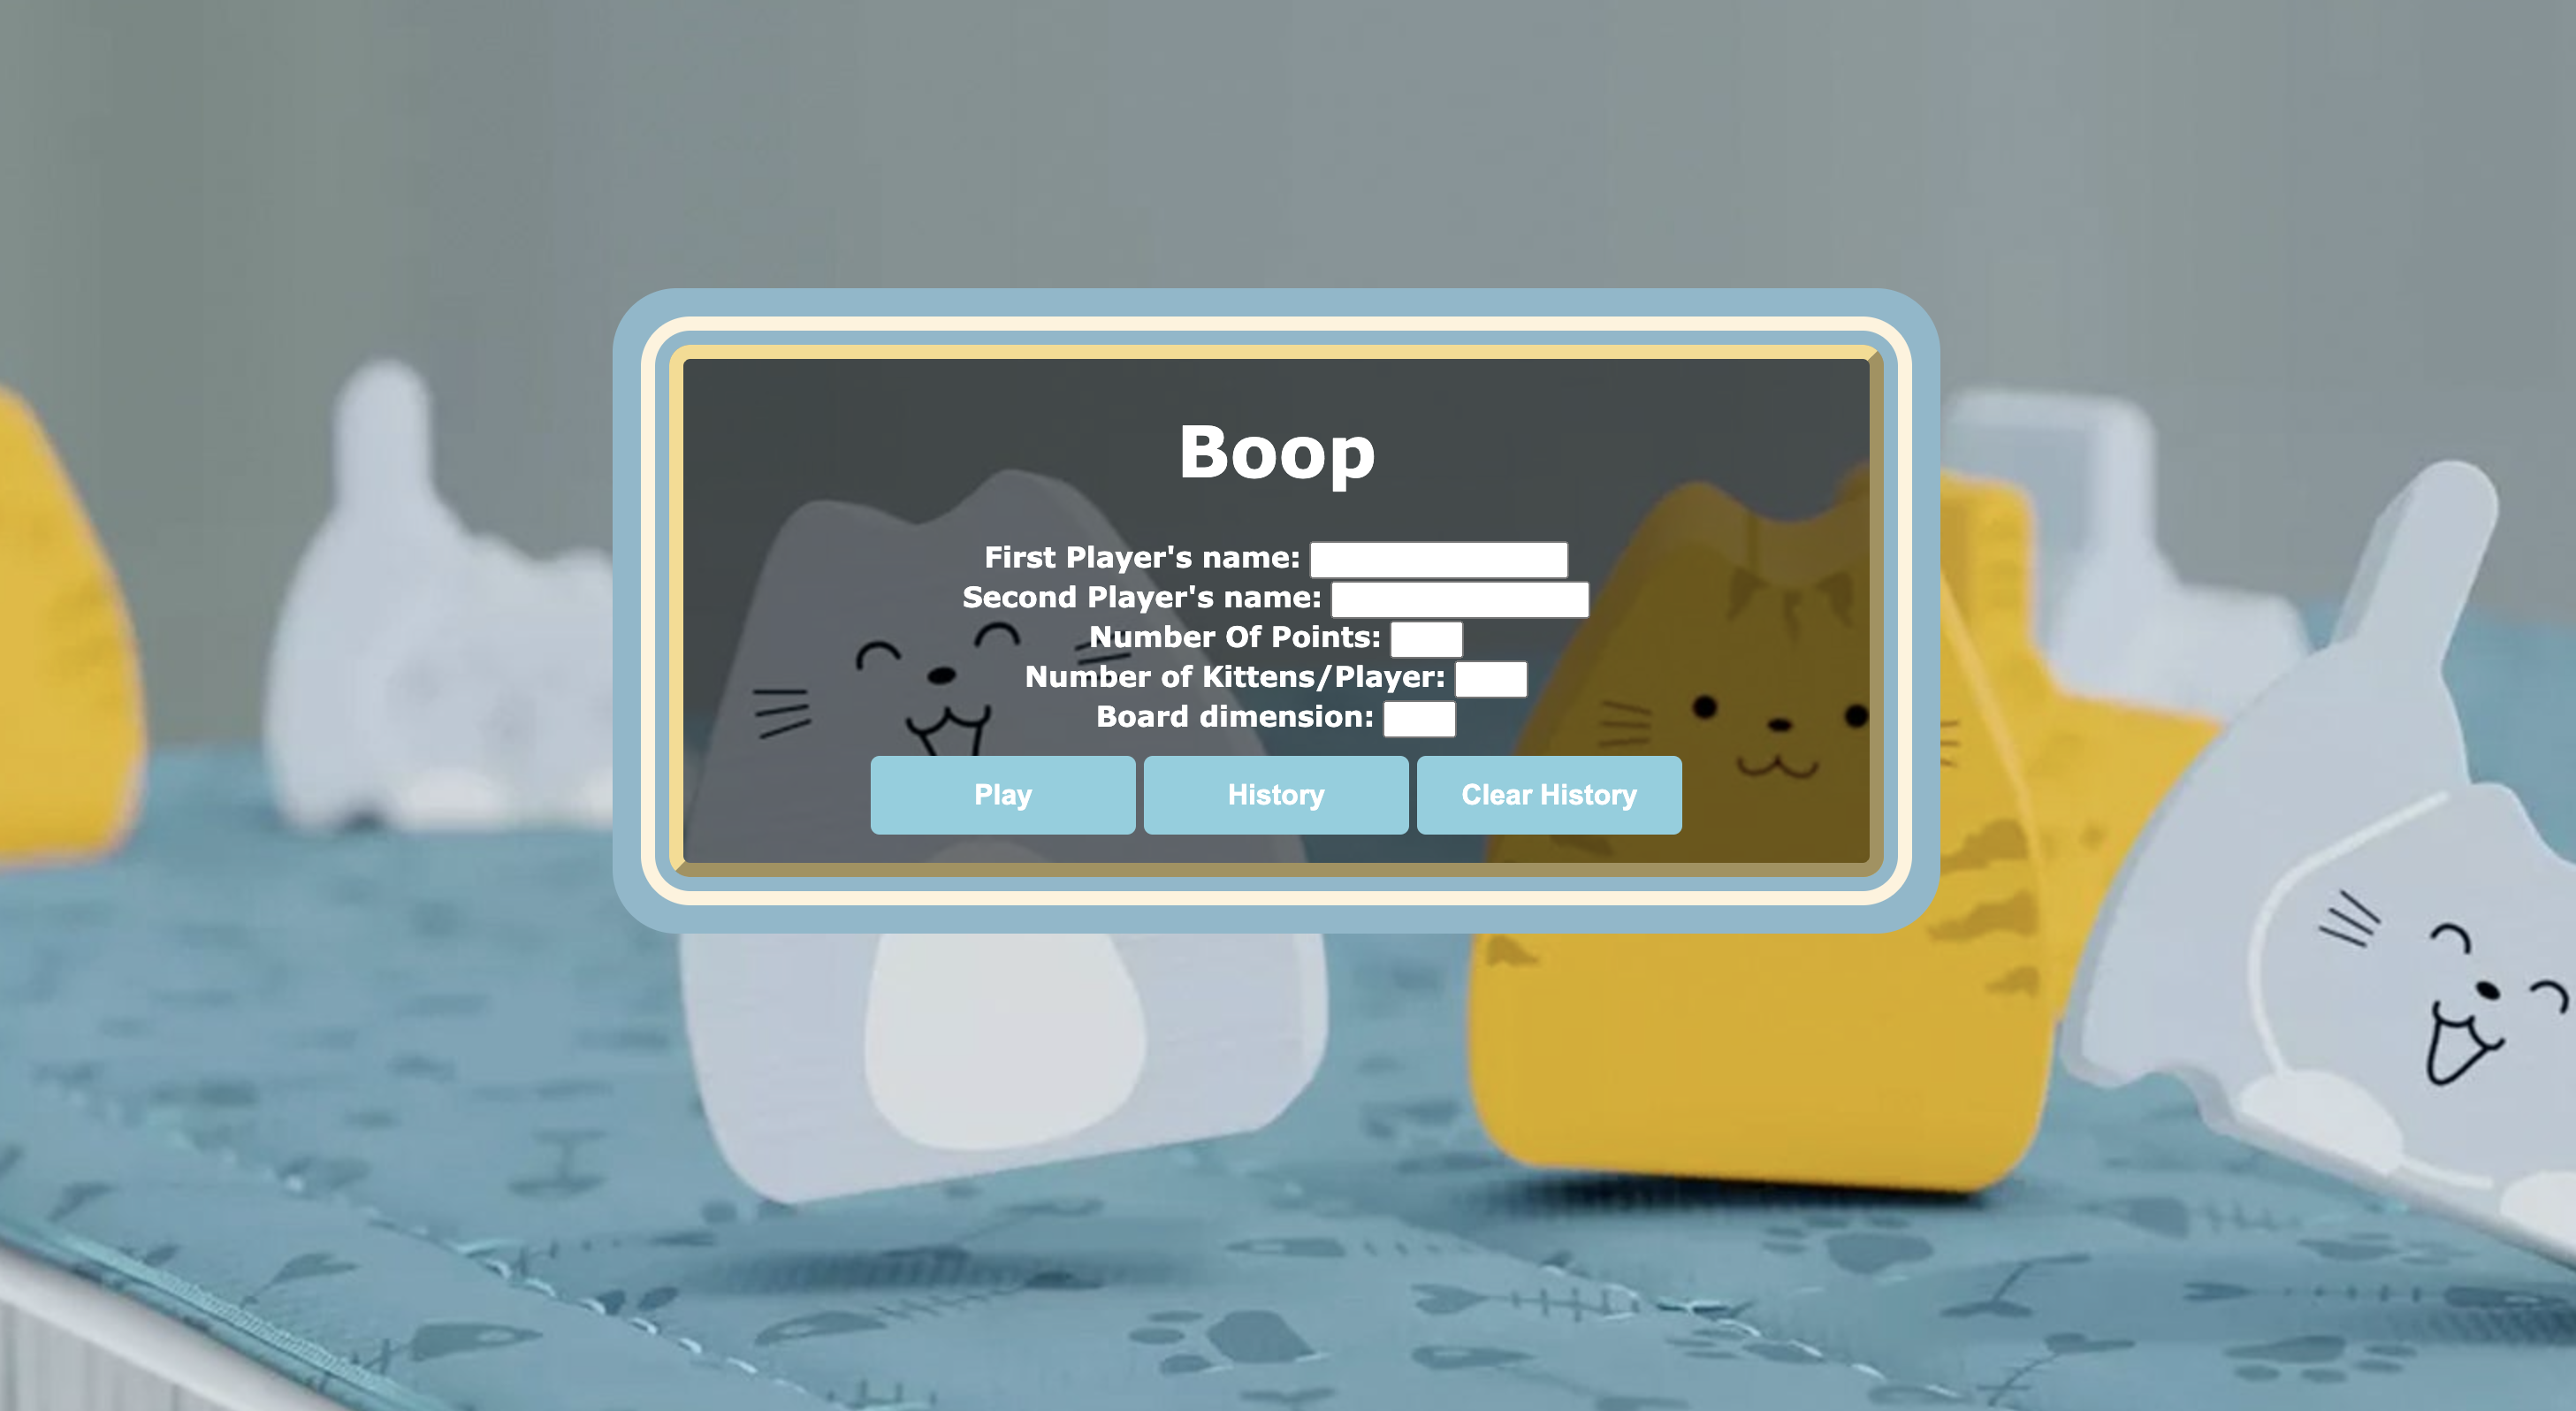 Boop
First Player's name:
Second Player's name:
Number Of Points:
Number of Kittens/Player:
Board dimension:
Play History Clear History